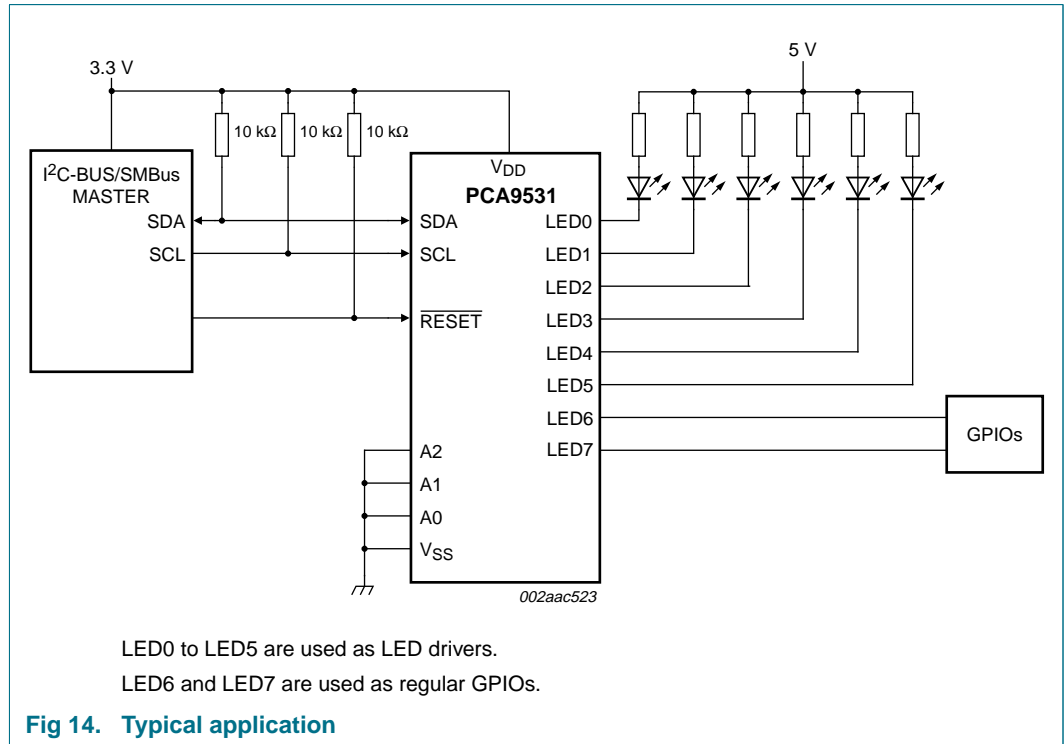 3.3 V
5 V
10 kΩ 10 kΩ 10 kΩ
I²C-BUS/SMBus
MASTER
SDA
SCL
V_DD
PCA9531
SDA
SCL
RESET
A2
A1
A0
V_SS
LED0
LED1
LED2
LED3
LED4
LED5
LED6
LED7
GPIOs
002aac523
LED0 to LED5 are used as LED drivers.
LED6 and LED7 are used as regular GPIOs.
Fig 14. Typical application